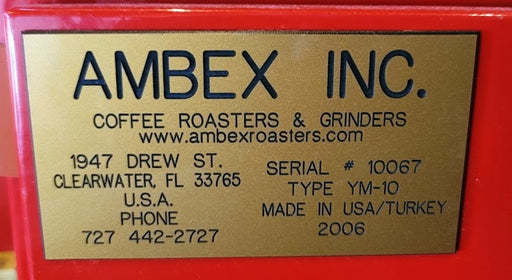 AMBEX INC.
COFFEE ROASTERS & GRINDERS
www.ambexroasters.com
1947 DREW ST.
CLEARWATER, FL 33765
U.S.A.
PHONE
727 442-2727
SERIAL # 10067
TYPE YM-10
MADE IN USA/TURKEY
2006